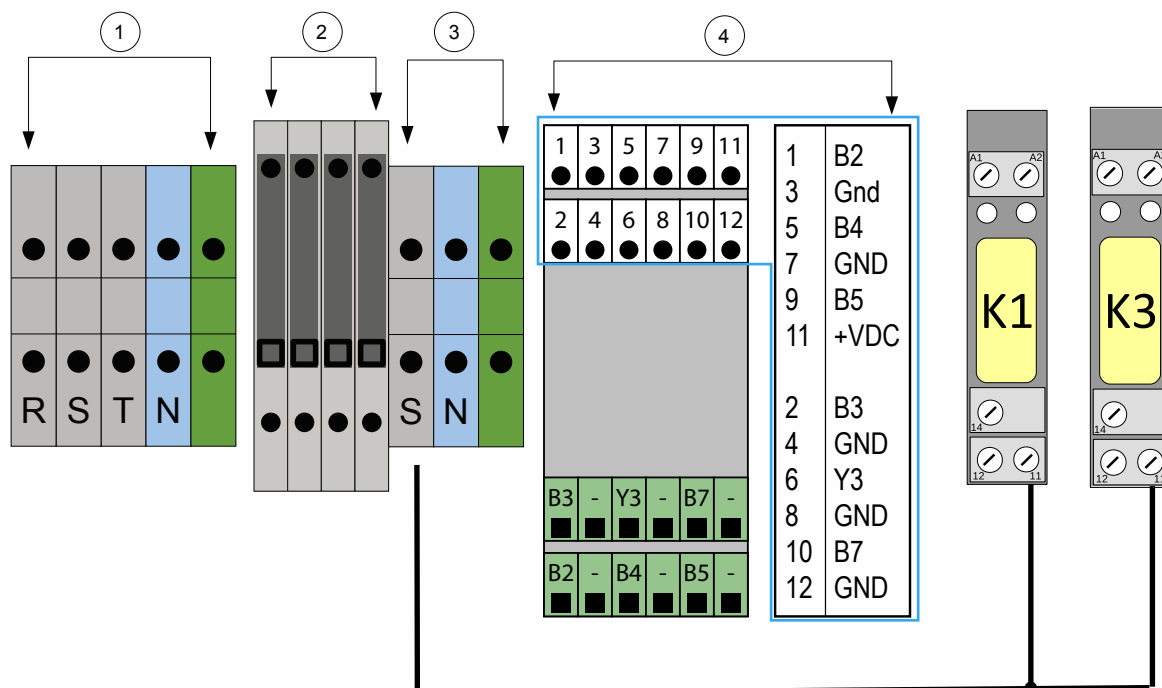 1 2 3 4
1 3 5 7 9 11
2 4 6 8 10 12
1 B2
3 Gnd
5 B4
7 GND
9 B5
11 +VDC
2 B3
4 GND
6 Y3
8 GND
10 B7
12 GND
A1 A2
K1
14
12 11
A1 A2
K3
14
12 11
R S T N
S N
B3 - Y3 - B7 -
B2 - B4 - B5 -